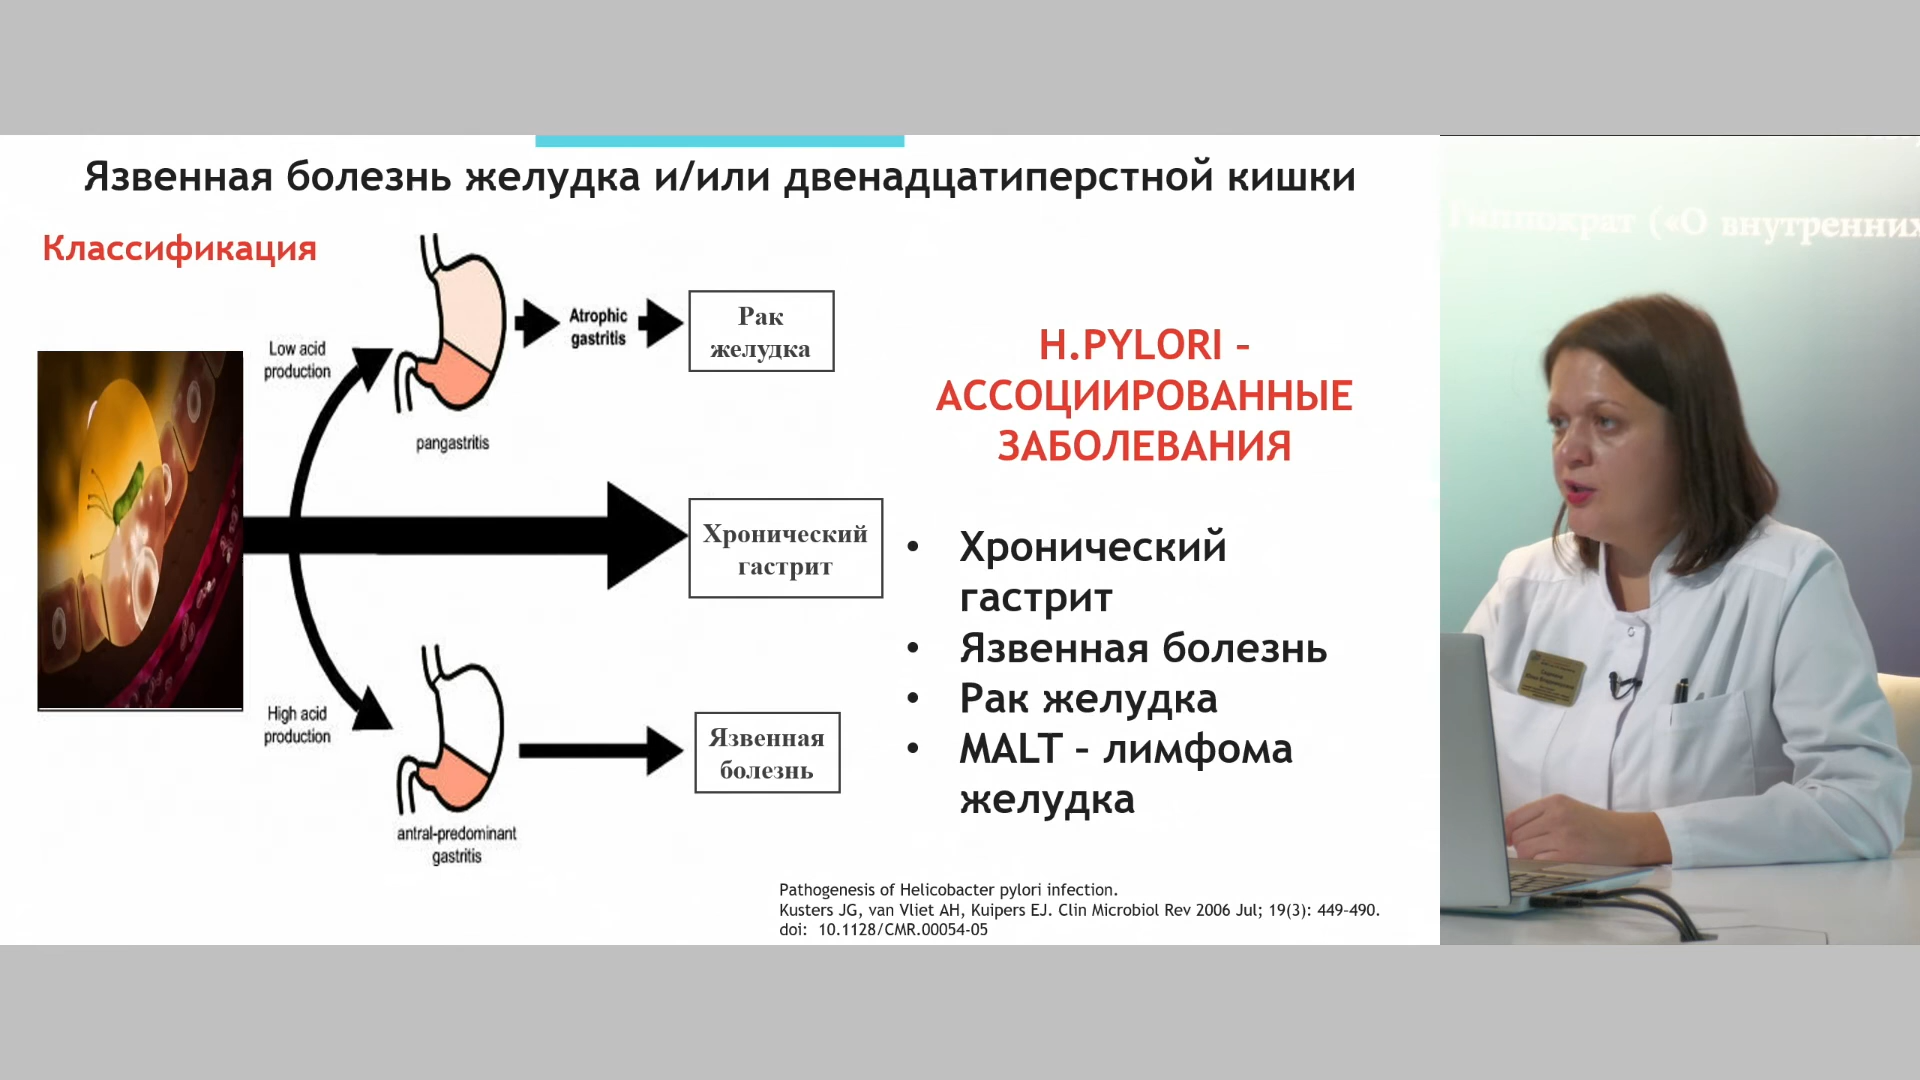 Язвенная болезнь желудка и/или двенадцатиперстной кишки
Классификация
Low acid
production
pangastritis
Atrophic
gastritis
Рак
желудка
Хронический
гастрит
High acid
production
antral-predominant
gastritis
Язвенная
болезнь
H.PYLORI –
АССОЦИИРОВАННЫЕ
ЗАБОЛЕВАНИЯ
• Хронический
гастрит
• Язвенная болезнь
• Рак желудка
• MALT – лимфома
желудка
Pathogenesis of Helicobacter pylori infection.
Kusters JG, van Vliet AH, Kuipers EJ. Clin Microbiol Rev 2006 Jul; 19(3): 449–490.
doi: 10.1128/CMR.00054-05
Гиппократ («О внутренних